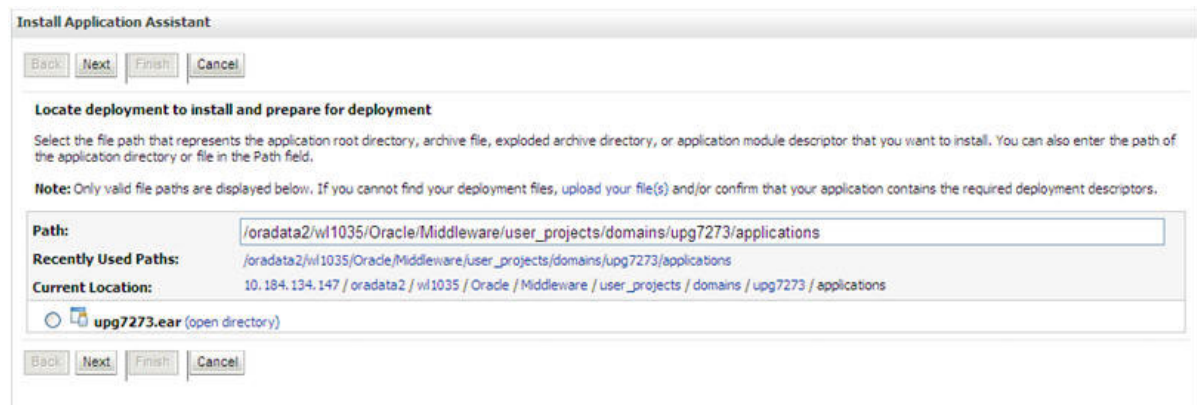 Install Application Assistant
Back Next Finish Cancel
Locate deployment to install and prepare for deployment
Select the file path that represents the application root directory, archive file, exploded archive directory, or application module descriptor that you want to install. You can also enter the path of
the application directory or file in the Path field.
Note: Only valid file paths are displayed below. If you cannot find your deployment files, upload your file(s) and/or confirm that your application contains the required deployment descriptors.
Path: /oradata2/wl1035/Oracle/Middleware/user_projects/domains/upg7273/applications
Recently Used Paths: /oradata2/wl1035/Oracle/Middleware/user_projects/domains/upg7273/applications
Current Location: 10.184.134.147 / oradata2 / wl1035 / Oracle / Middleware / user_projects / domains / upg7273 / applications
upg7273.ear (open directory)
Back Next Finish Cancel